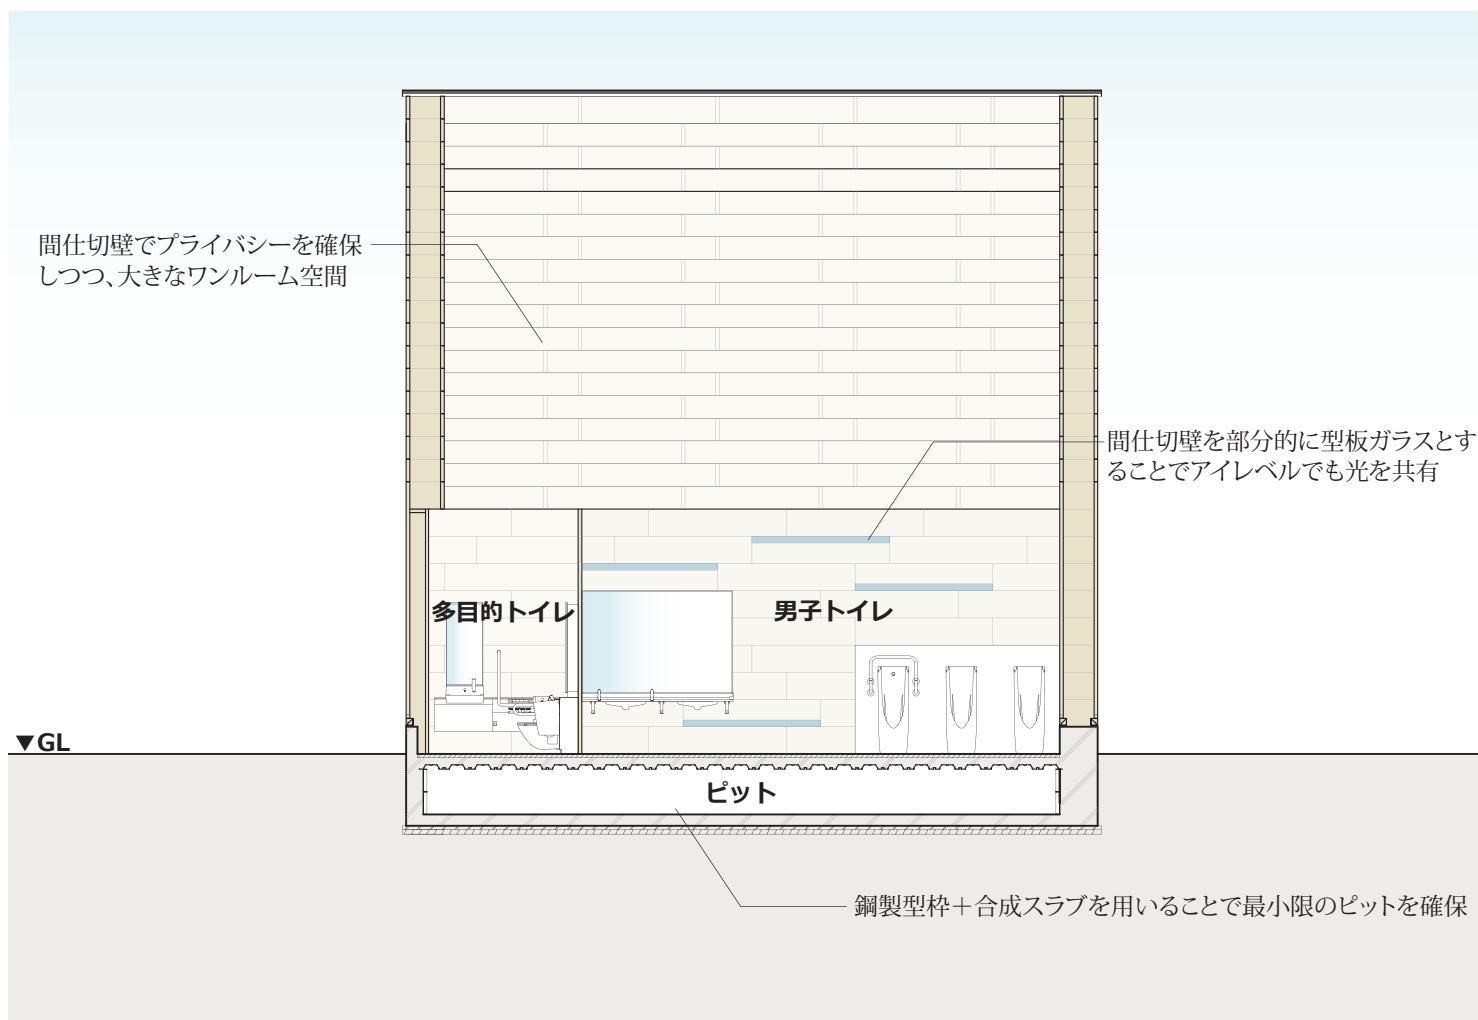 間仕切壁でプライバシーを確保
しつつ、大きなワンルーム空間
間仕切壁を部分的に型板ガラスとす
ることでアイレベルでも光を共有
多目的トイレ
男子トイレ
▼GL
ピット
鋼製型枠＋合成スラブを用いることで最小限のピットを確保